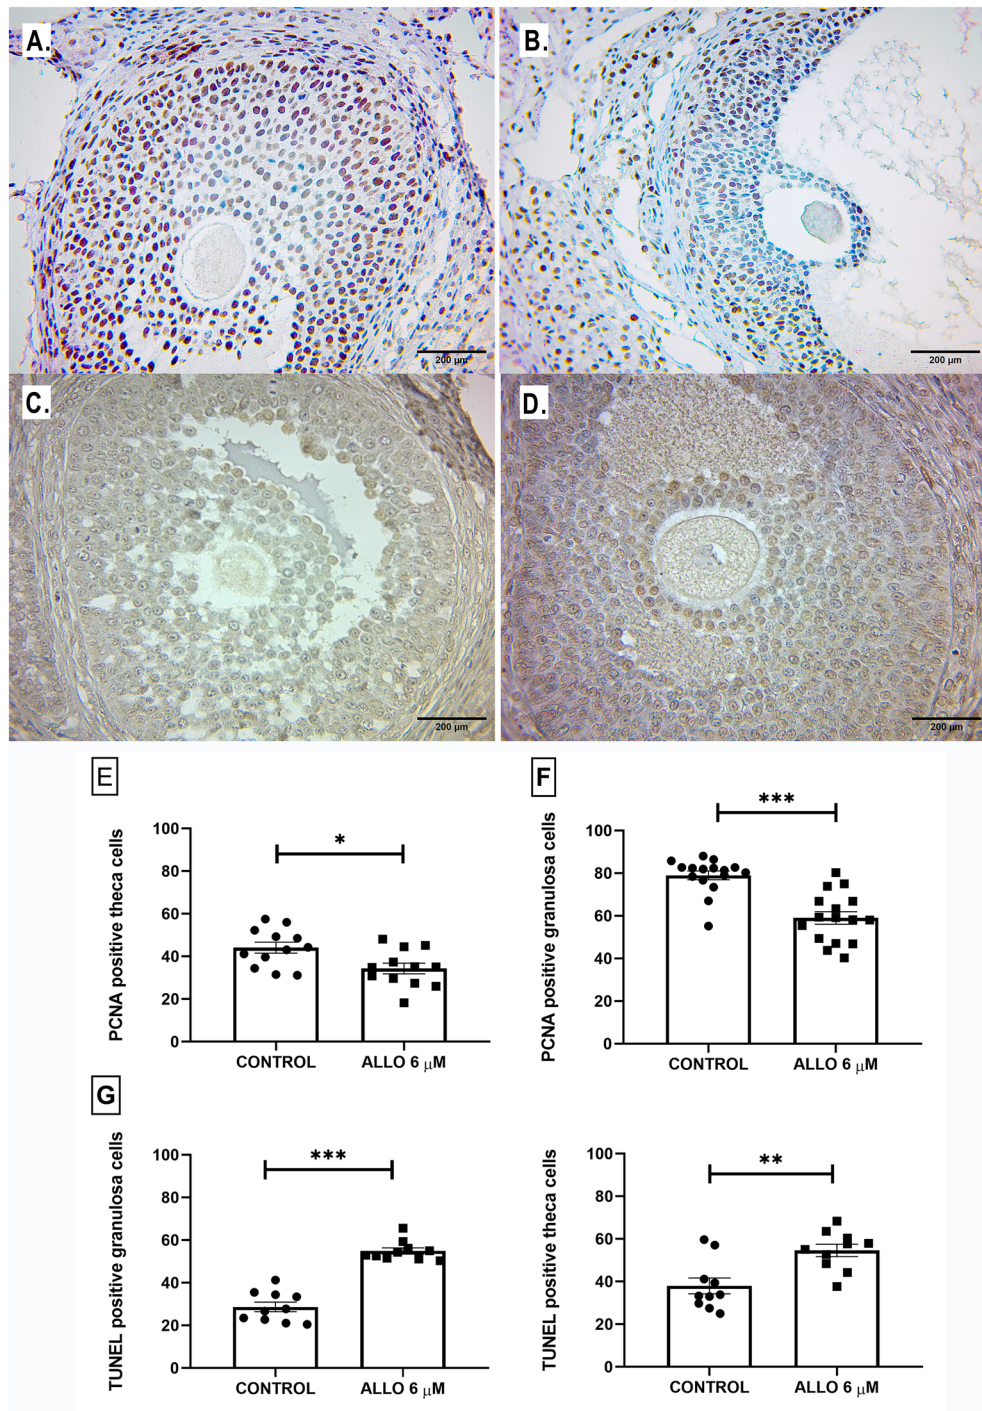 A.
B.
200 µm
200 µm
C.
D.
200 µm
200 µm
E
F
PCNA positive theca cells
100
80
60
40
20
0
*
CONTROL
ALLO 6 µM
PCNA positive granulosa cells
100
80
60
40
20
0
***
CONTROL
ALLO 6 µM
G
TUNEL positive granulosa cells
100
80
60
40
20
0
***
CONTROL
ALLO 6 µM
TUNEL positive theca cells
100
80
60
40
20
0
**
CONTROL
ALLO 6 µM